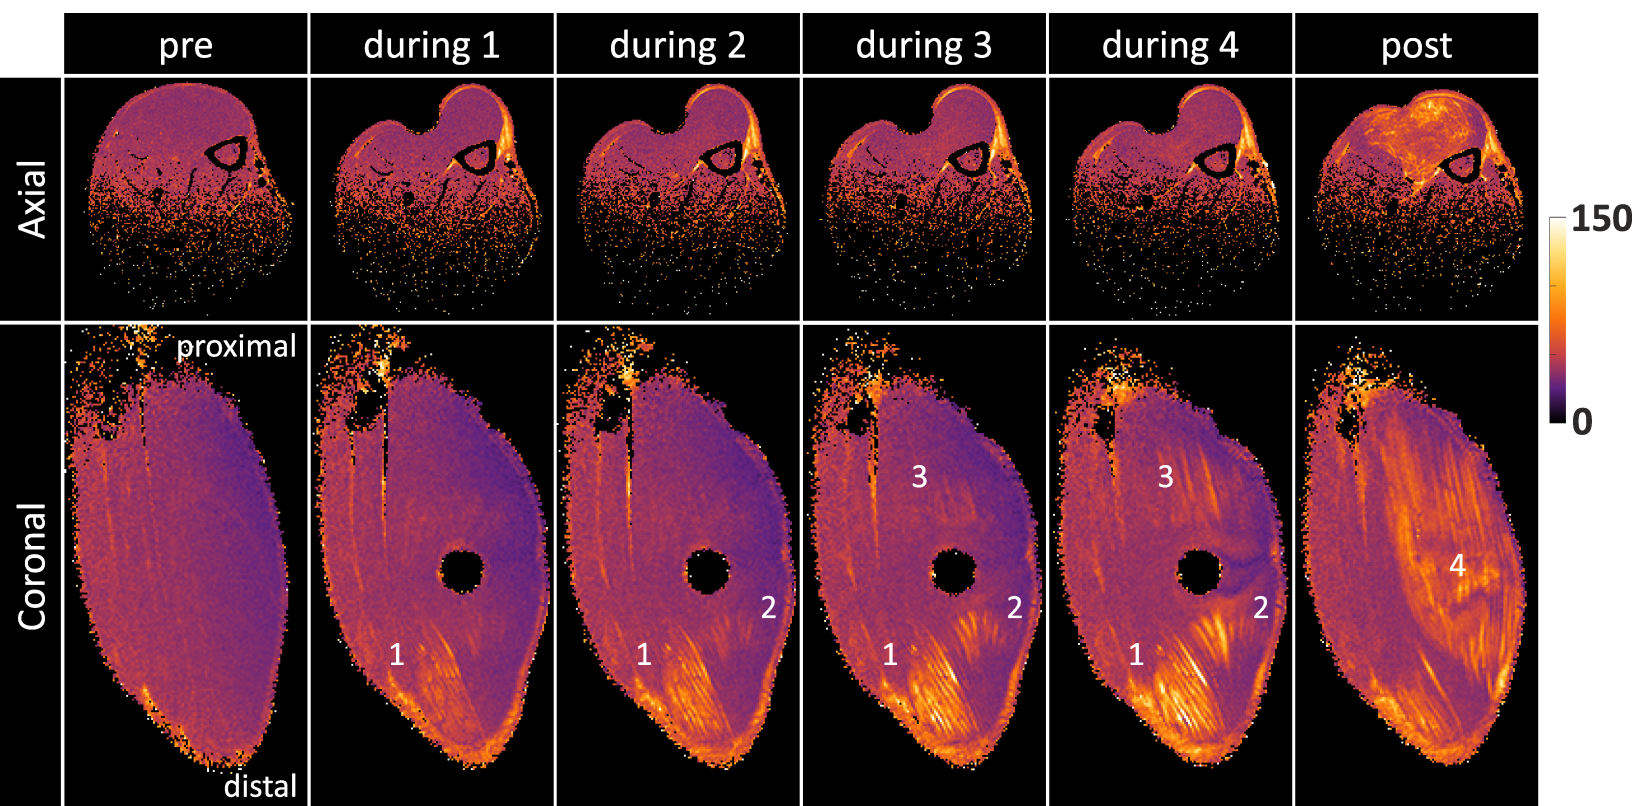 pre during 1 during 2 during 3 during 4 post
Axial
150
0
Coronal
proximal
3 3
4
2 2 2
1 1 1 1
distal